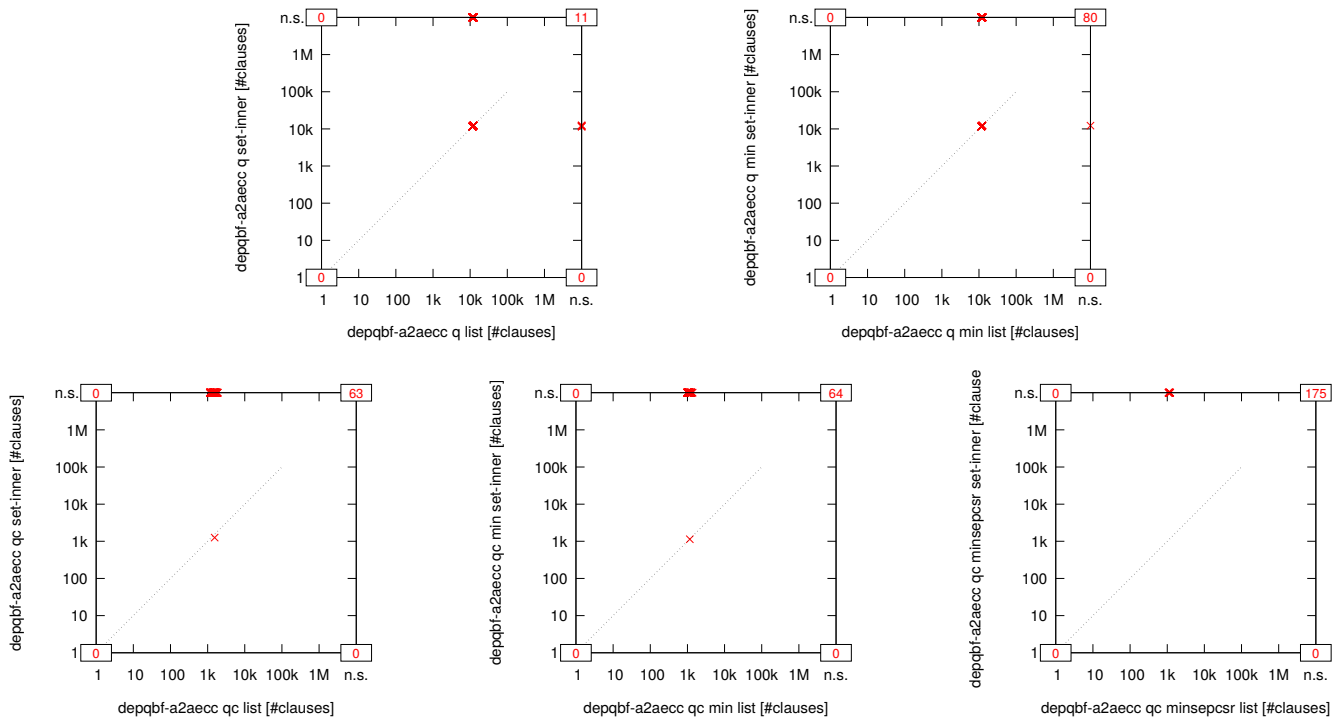 n.s. 0 11
1M
100k
10k
1k
100
10
1 0 0
1 10 100 1k 10k 100k 1M n.s.
depqbf-a2aecc q set-inner [#clauses]
depqbf-a2aecc q list [#clauses]
n.s. 0 80
1M
100k
10k
1k
100
10
1 0 0
1 10 100 1k 10k 100k 1M n.s.
depqbf-a2aecc q min set-inner [#clauses]
depqbf-a2aecc q min list [#clauses]
n.s. 0 63
1M
100k
10k
1k
100
10
1 0 0
1 10 100 1k 10k 100k 1M n.s.
depqbf-a2aecc qc set-inner [#clauses]
depqbf-a2aecc qc list [#clauses]
n.s. 0 64
1M
100k
10k
1k
100
10
1 0 0
1 10 100 1k 10k 100k 1M n.s.
depqbf-a2aecc qc min set-inner [#clauses]
depqbf-a2aecc qc min list [#clauses]
n.s. 0 175
1M
100k
10k
1k
100
10
1 0 0
1 10 100 1k 10k 100k 1M n.s.
depqbf-a2aecc qc minsepcsr set-inner [#clause
depqbf-a2aecc qc minsepcsr list [#clauses]